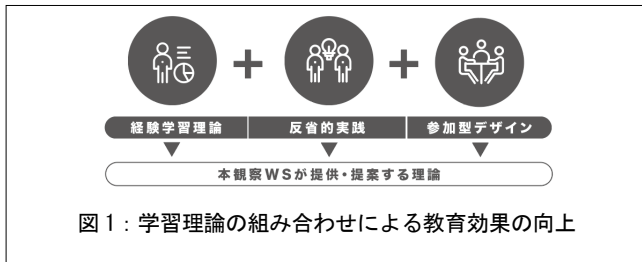 経験学習理論 反省的実践 参加型デザイン
本観察WSが提供・提案する理論
図1：学習理論の組み合わせによる教育効果の向上